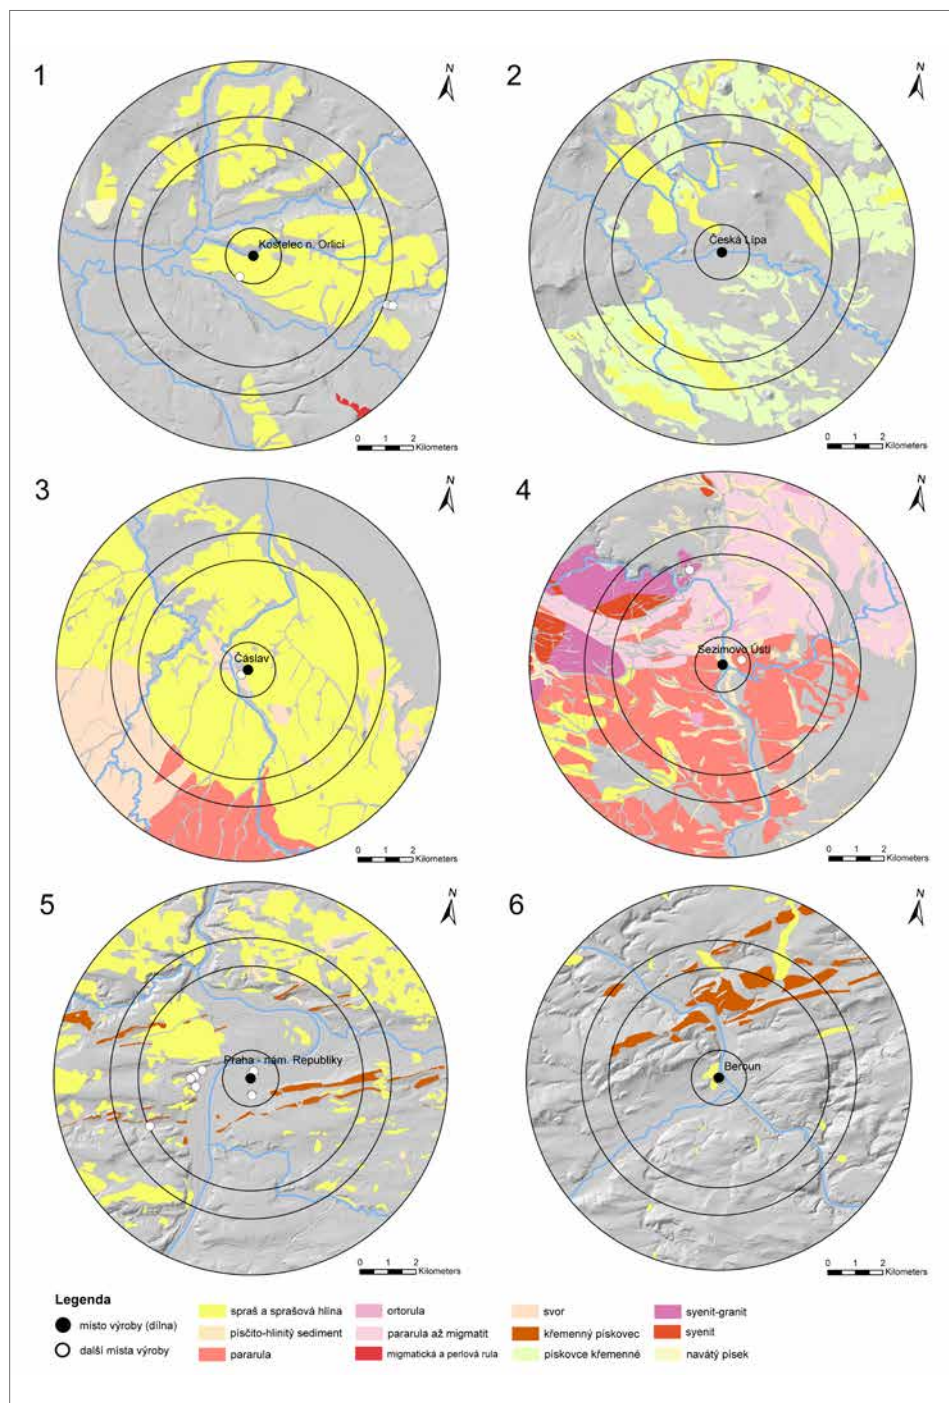 1
N
Kostelec n. Orlicí
0 1 2
Kilometers
2
N
Česká Lípa
0 1 2
Kilometers
3
N
Čáslav
0 1 2
Kilometers
4
N
Sezimovo Ústí
0 1 2
Kilometers
5
N
Praha - nám. Republiky
0 1 2
Kilometers
6
N
Beroun
0 1 2
Kilometers
Legenda
místo výroby (dílna)
další místa výroby
spraš a sprašová hlína
písčito-hlinitý sediment
pararula
ortorula
pararula až migmatit
migmatická a perlová rula
svor
křemenný pískovec
pískovce křemenné
syenit-granit
syenit
navátý písek